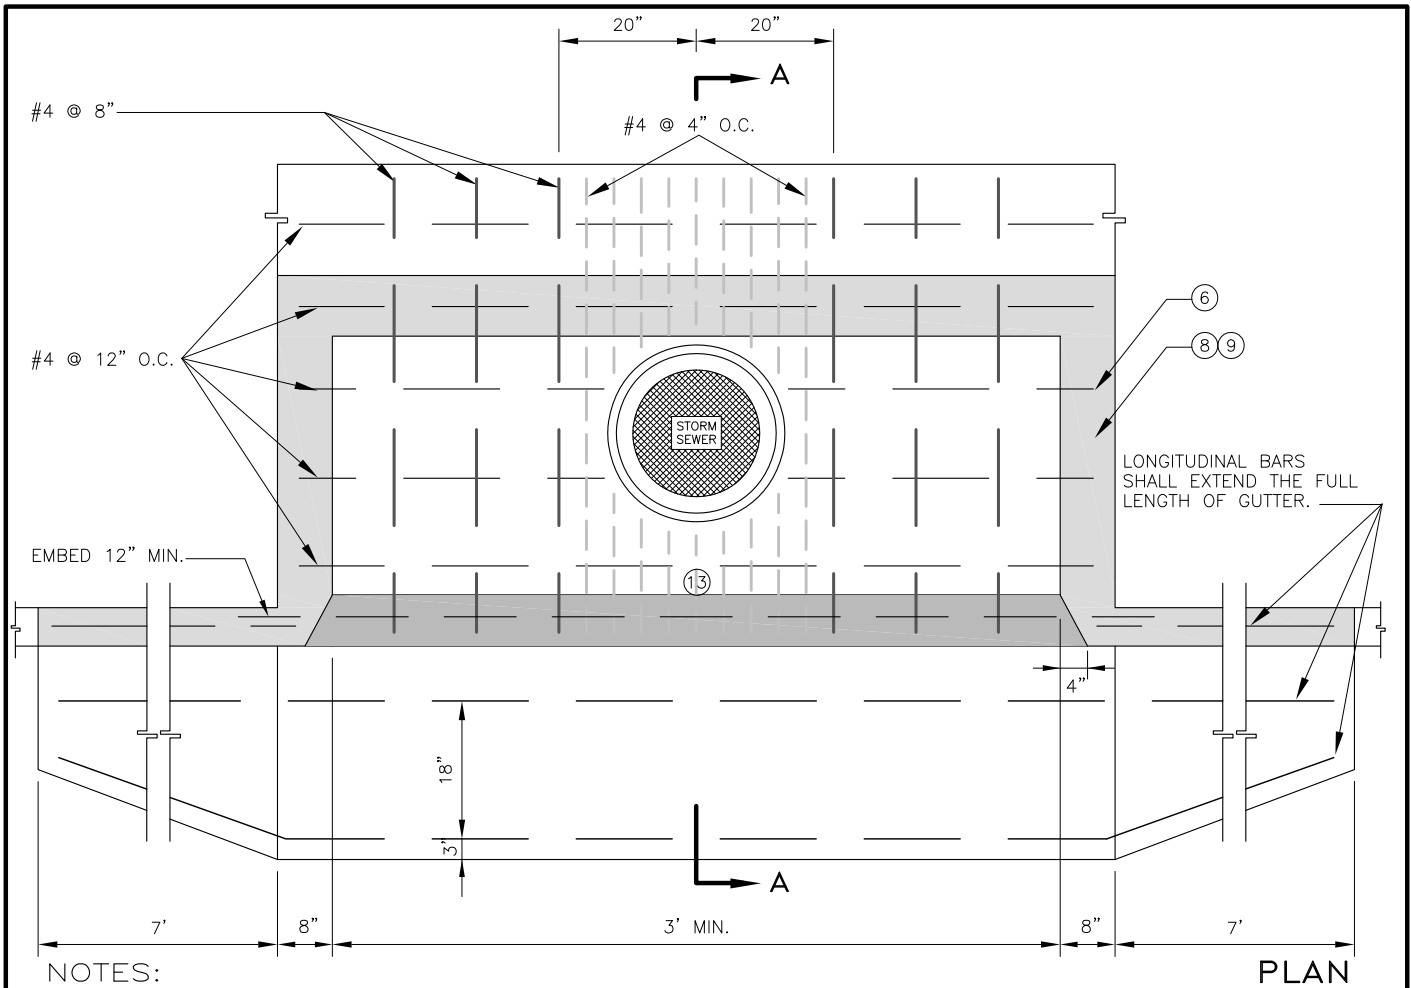 20” 20”
A
#4 @ 8”
#4 @ 4” O.C.
6
#4 @ 12” O.C.
8 9
STORM
SEWER
LONGITUDINAL BARS
SHALL EXTEND THE FULL
LENGTH OF GUTTER.
EMBED 12” MIN.
13
4”
18”
3”
A
7’ 8” 3’ MIN. 8” 7’
NOTES: PLAN